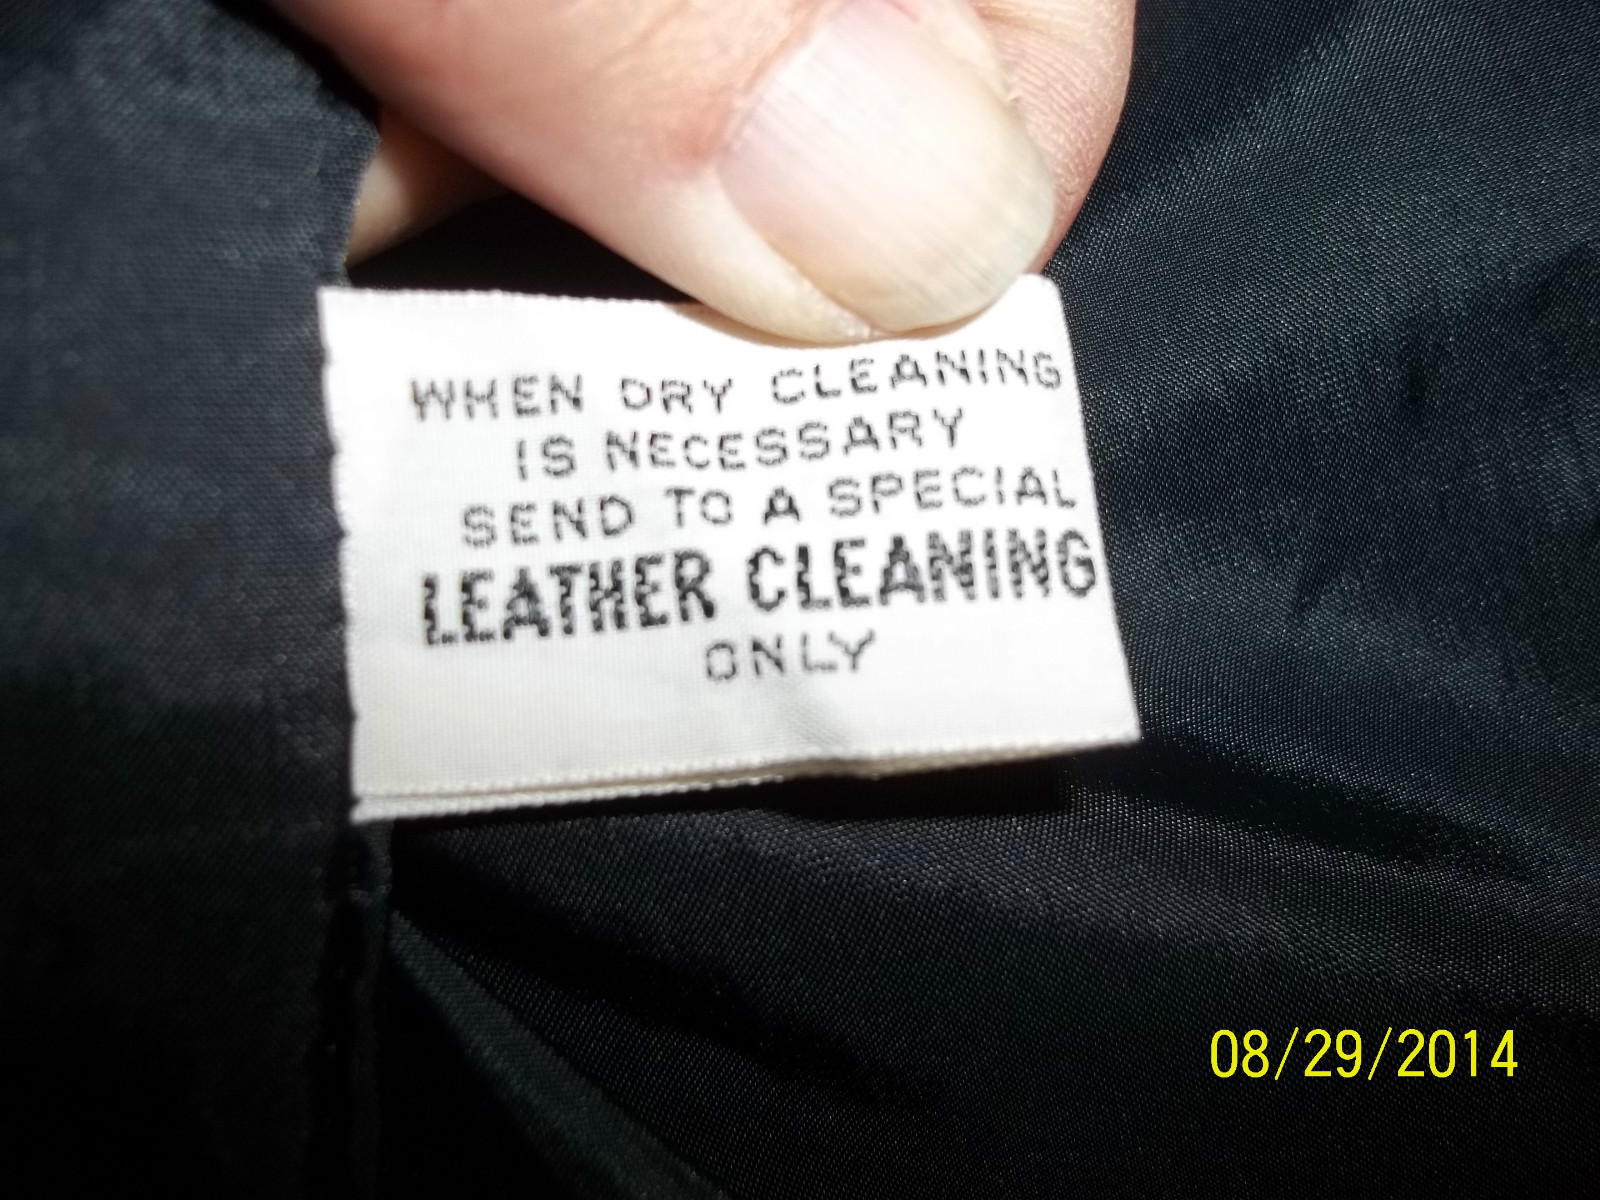 WHEN DRY CLEANING
IS NECESSARY
SEND TO A SPECIAL
LEATHER CLEANING
ONLY
08/29/2014